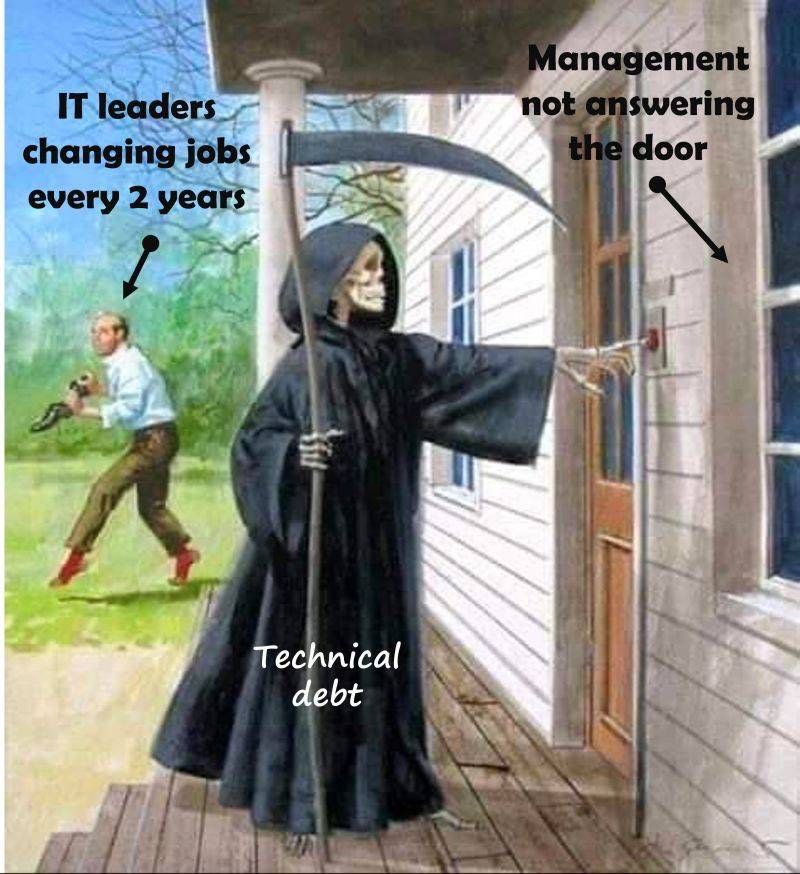 IT leaders
changing jobs
every 2 years
Management
not answering
the door
Technical
debt